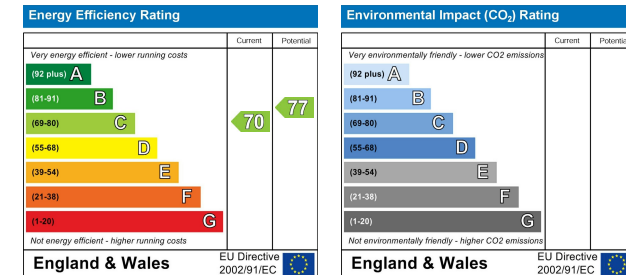 Energy Efficiency Rating
Current Potential
Very energy efficient - lower running costs
(92 plus) A
(81-91) B
(69-80) C
(55-68) D
(39-54) E
(21-38) F
(1-20) G
70
77
Not energy efficient - higher running costs
England & Wales
EU Directive
2002/91/EC
Environmental Impact (CO₂) Rating
Current Potential
Very environmentally friendly - lower CO2 emissions
(92 plus) A
(81-91) B
(69-80) C
(55-68) D
(39-54) E
(21-38) F
(1-20) G
Not environmentally friendly - higher CO2 emissions
England & Wales
EU Directive
2002/91/EC